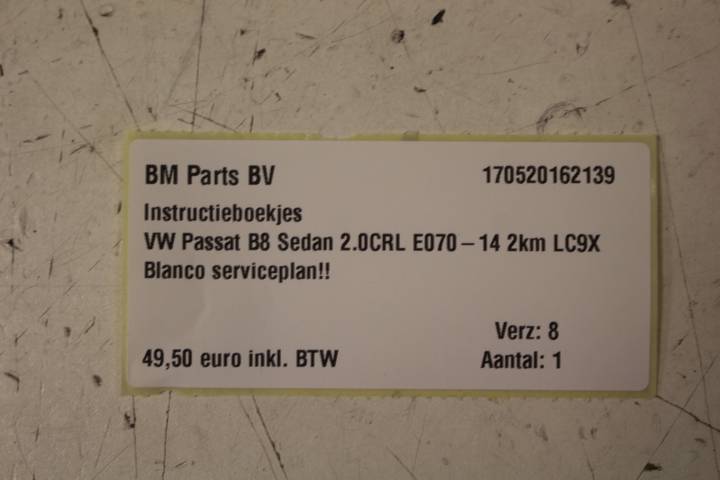 BM Parts BV 170520162139
Instructieboekjes
VW Passat B8 Sedan 2.0CRL E070-14 2km LC9X
Blanco serviceplan!!
Verz: 8
49,50 euro inkl. BTW Aantal: 1